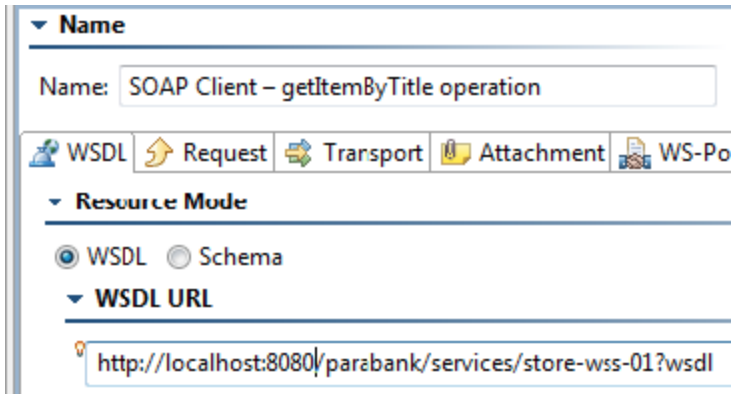 Name
Name: SOAP Client – getItemByTitle operation
WSDL Request Transport Attachment WS-Po
Resource Mode
WSDL Schema
WSDL URL
http://localhost:8080/parabank/services/store-wss-01?wsdl